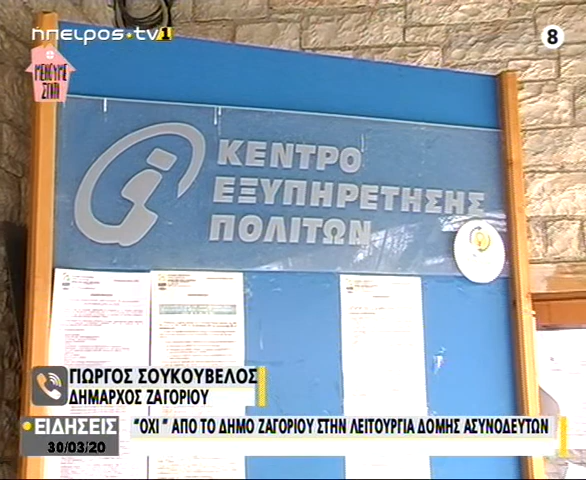 ηπειρος·tv1
8
ΜΕΝΟΥΜΕ
ΣΠΙΤΙ
ΚΕΝΤΡΟ
ΕΞΥΠΗΡΕΤΗΣΗΣ
ΠΟΛΙΤΩΝ
ΓΙΩΡΓΟΣ ΣΟΥΚΟΥΒΕΛΟΣ
ΔΗΜΑΡΧΟΣ ΖΑΓΟΡΙΟΥ
ΕΙΔΗΣΕΙΣ
"ΟΧΙ " ΑΠΟ ΤΟ ΔΗΜΟ ΖΑΓΟΡΙΟΥ ΣΤΗΝ ΛΕΙΤΟΥΡΓΙΑ ΔΟΜΗΣ ΑΣΥΝΟΔΕΥΤΩΝ
30/03/20